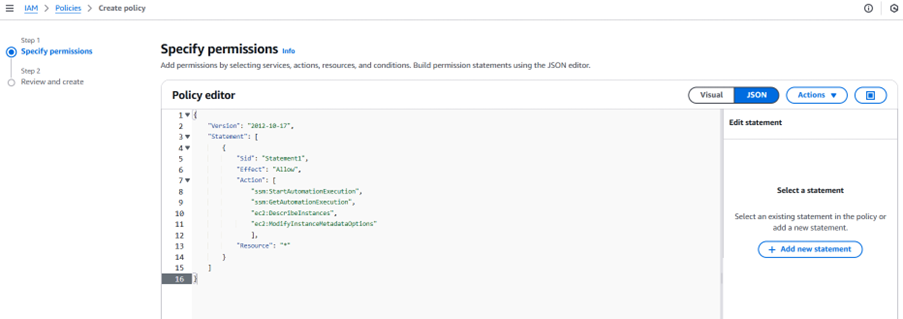 IAM > Policies > Create policy
Step 1
Specify permissions
Step 2
Review and create
Specify permissions Info
Add permissions by selecting services, actions, resources, and conditions. Build permission statements using the JSON editor.
Policy editor
Visual JSON Actions
1 {
2 "Version": "2012-10-17",
3 "Statement": [
4 {
5 "Sid": "Statement1",
6 "Effect": "Allow",
7 "Action": [
8 "ssm:StartAutomationExecution",
9 "ssm:GetAutomationExecution",
10 "ec2:DescribeInstances",
11 "ec2:ModifyInstanceMetadataOptions"
12 ],
13 "Resource": "*"
14 }
15 ]
16 }
Edit statement
Select a statement
Select an existing statement in the policy or
add a new statement.
+ Add new statement